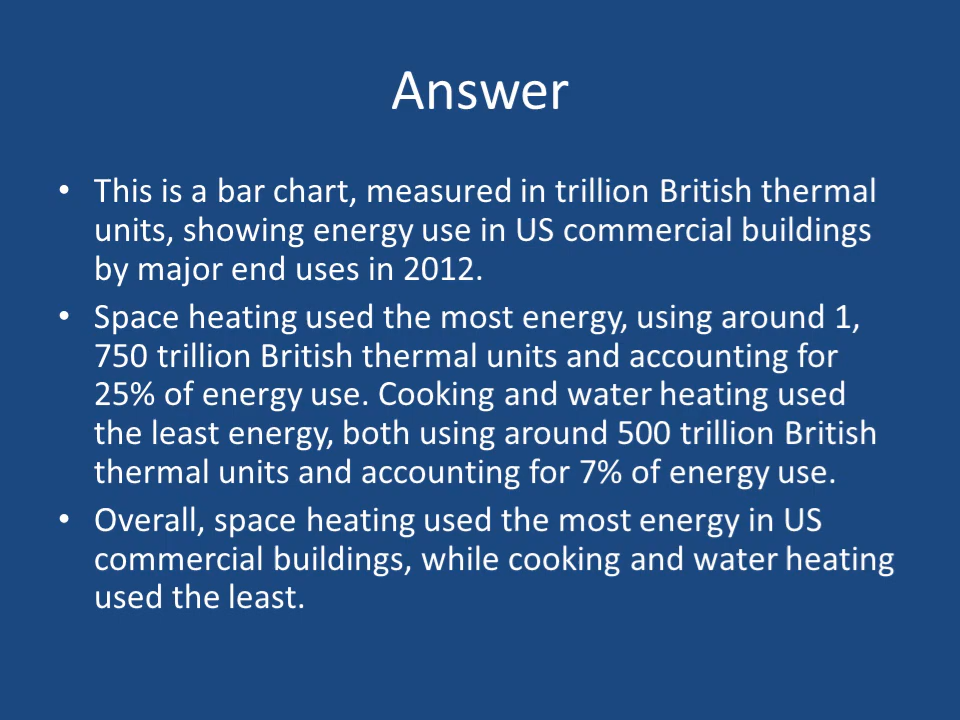 Answer
• This is a bar chart, measured in trillion British thermal
units, showing energy use in US commercial buildings
by major end uses in 2012.
• Space heating used the most energy, using around 1,
750 trillion British thermal units and accounting for
25% of energy use. Cooking and water heating used
the least energy, both using around 500 trillion British
thermal units and accounting for 7% of energy use.
• Overall, space heating used the most energy in US
commercial buildings, while cooking and water heating
used the least.